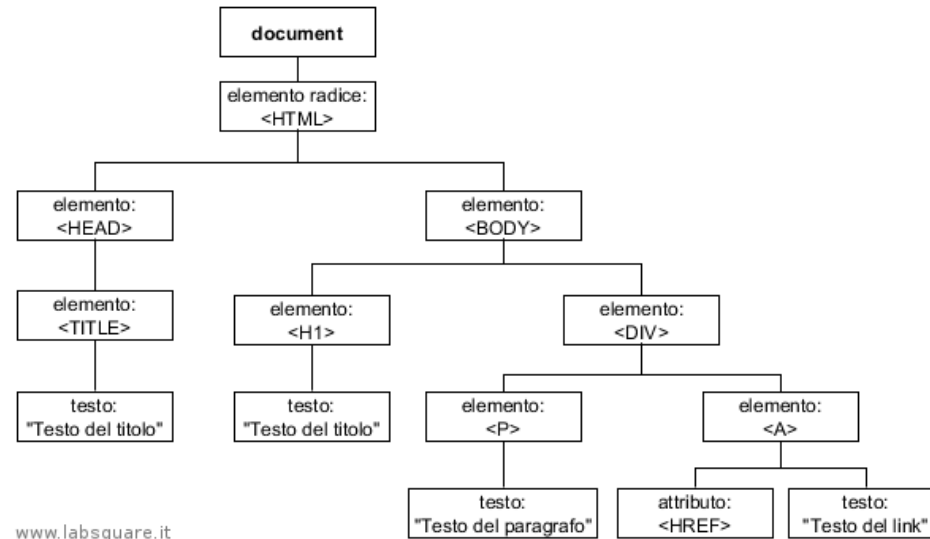 document
elemento radice:
<HTML>
elemento:
<HEAD>
elemento:
<BODY>
elemento:
<TITLE>
elemento:
<H1>
elemento:
<DIV>
testo:
"Testo del titolo"
testo:
"Testo del titolo"
elemento:
<P>
elemento:
<A>
testo:
"Testo del paragrafo"
attributo:
<HREF>
testo:
"Testo del link"
www.labsquare.it